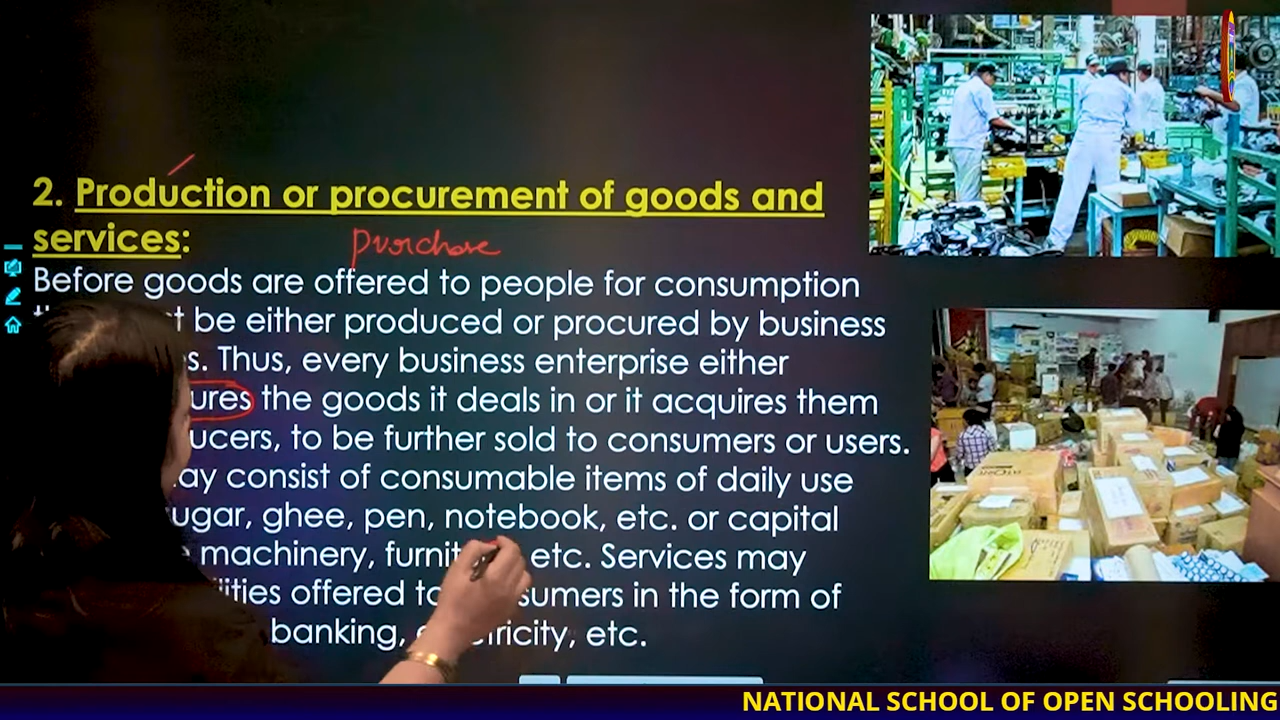 2. Production or procurement of goods and
services:
purchase
Before goods are offered to people for consumption
be either produced or procured by business
s. Thus, every business enterprise either
ures the goods it deals in or it acquires them
ucers, to be further sold to consumers or users.
ay consist of consumable items of daily use
ugar, ghee, pen, notebook, etc. or capital
machinery, furnit etc. Services may
lities offered to sumers in the form of
banking, tricity, etc.
NATIONAL SCHOOL OF OPEN SCHOOLING